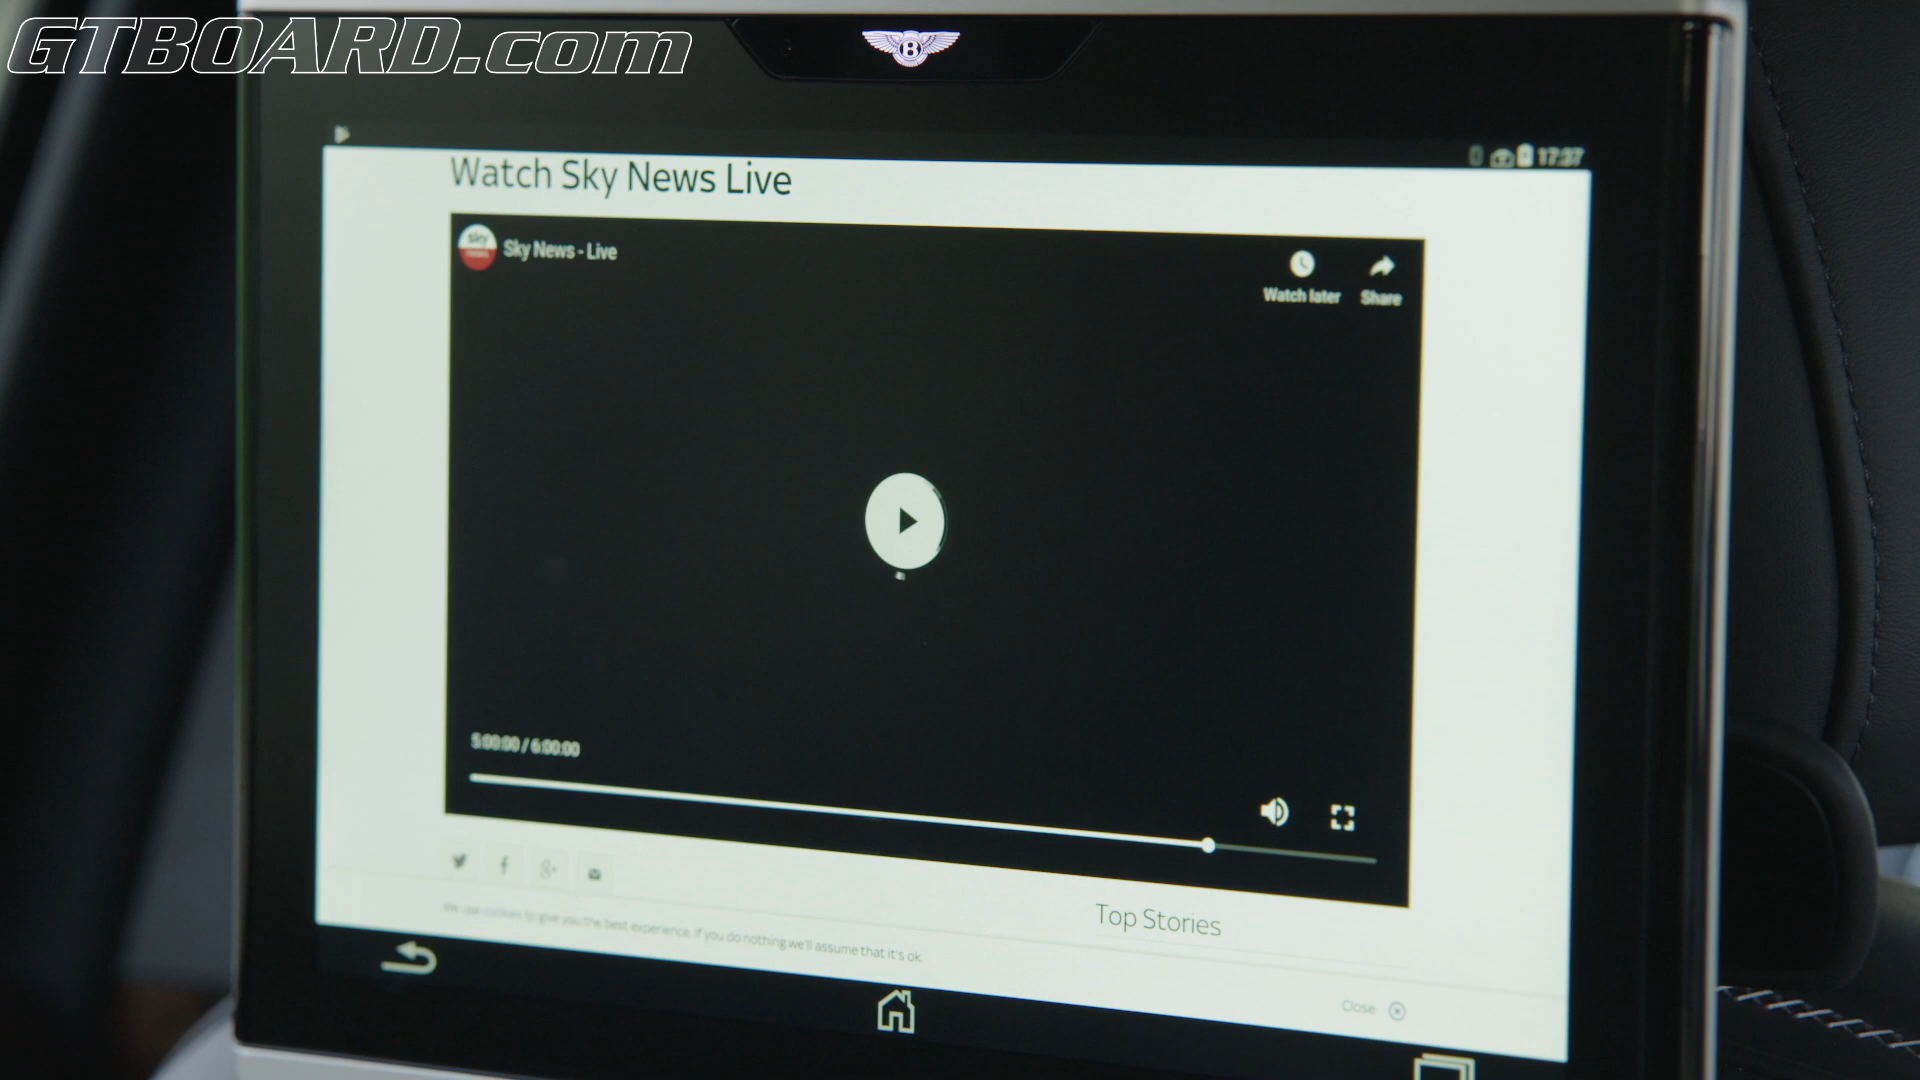 GTBOARD.com
B
17:37
Watch Sky News Live
sky
news
Sky News - Live
Watch later
Share
5:00:00 / 6:00:00
Top Stories
We use cookies to give you the best experience. If you do nothing we'll assume that it's ok.
Close